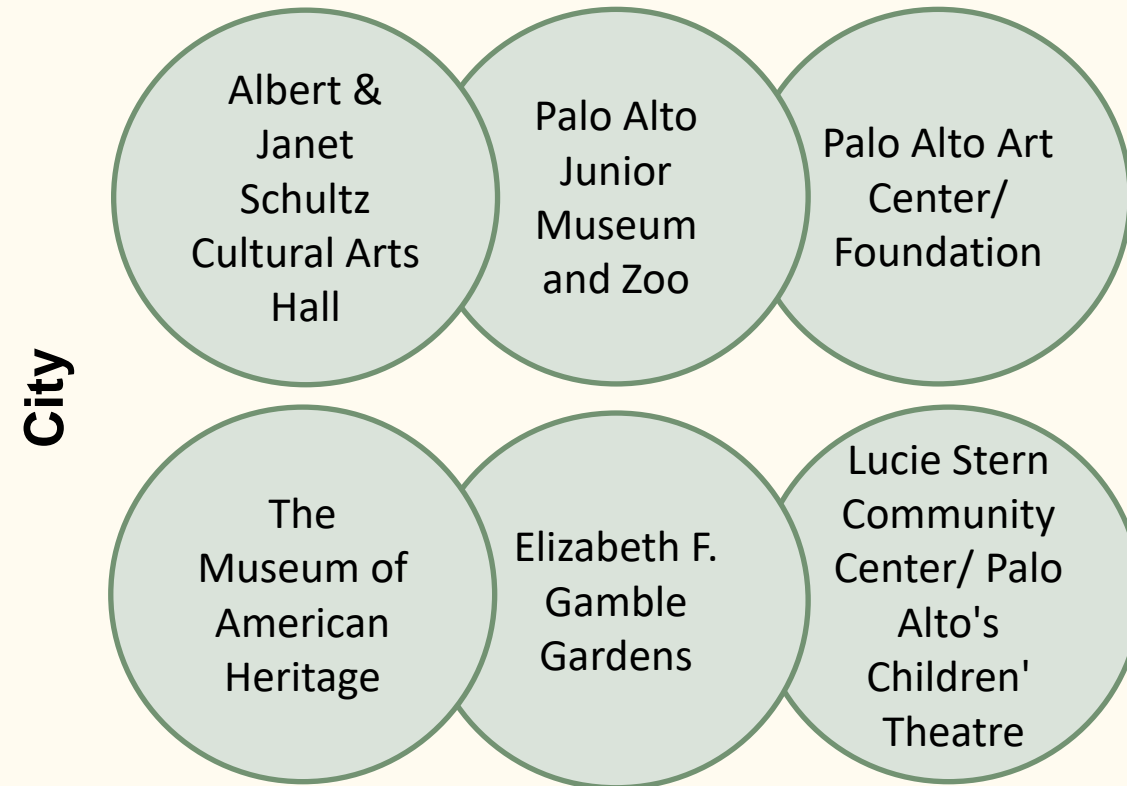 City
Albert &
Janet
Schultz
Cultural Arts
Hall
Palo Alto
Junior
Museum
and Zoo
Palo Alto Art
Center/
Foundation
The
Museum of
American
Heritage
Elizabeth F.
Gamble
Gardens
Lucie Stern
Community
Center/ Palo
Alto's
Children'
Theatre